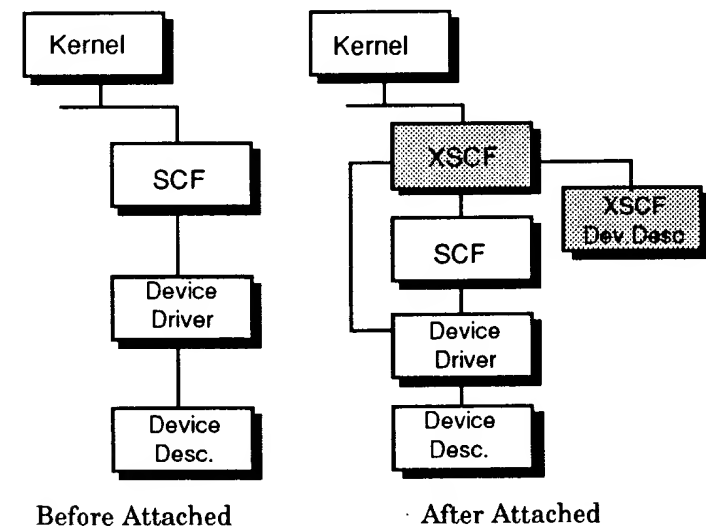 Kernel
SCF
Device
Driver
Device
Desc.
Before Attached
Kernel
XSCF
XSCF
Dev Desc
SCF
Device
Driver
Device
Desc.
After Attached